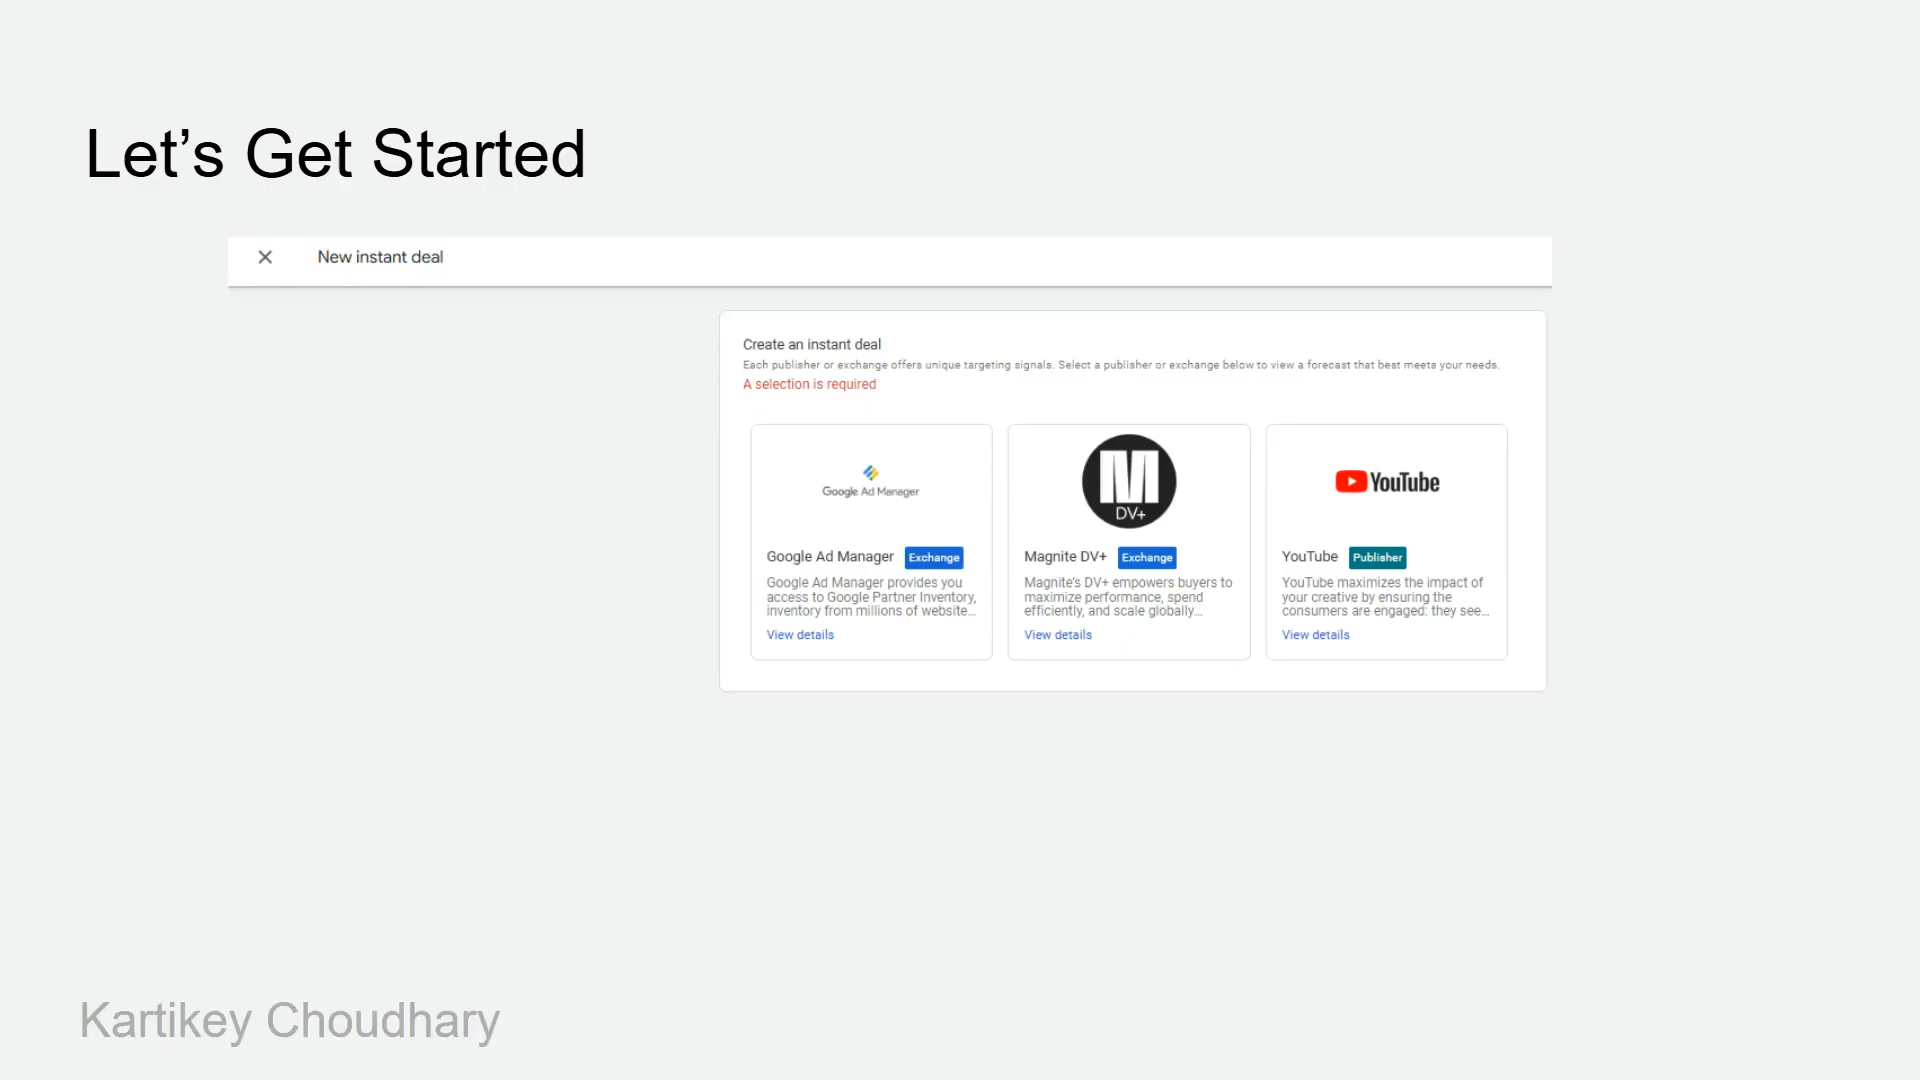 Let’s Get Started
New instant deal
Create an instant deal
Each publisher or exchange offers unique targeting signals. Select a publisher or exchange below to view a forecast that best meets your needs.
A selection is required
Google Ad Manager
Google Ad Manager Exchange
Google Ad Manager provides you
access to Google Partner Inventory,
inventory from millions of website...
View details
M
DV+
Magnite DV+ Exchange
Magnite's DV+ empowers buyers to
maximize performance, spend
efficiently, and scale globally...
View details
YouTube
YouTube Publisher
YouTube maximizes the impact of
your creative by ensuring the
consumers are engaged: they see...
View details
Kartikey Choudhary